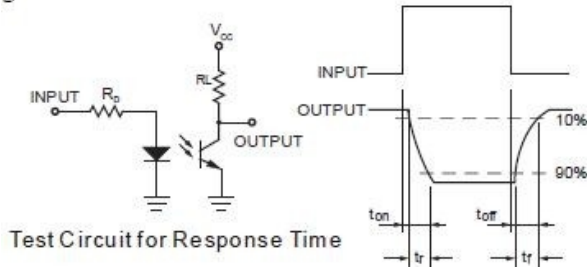 Vcc
RL
INPUT
RD
OUTPUT
Test Circuit for Response Time
INPUT
OUTPUT
10%
90%
ton
toff
tr
tf